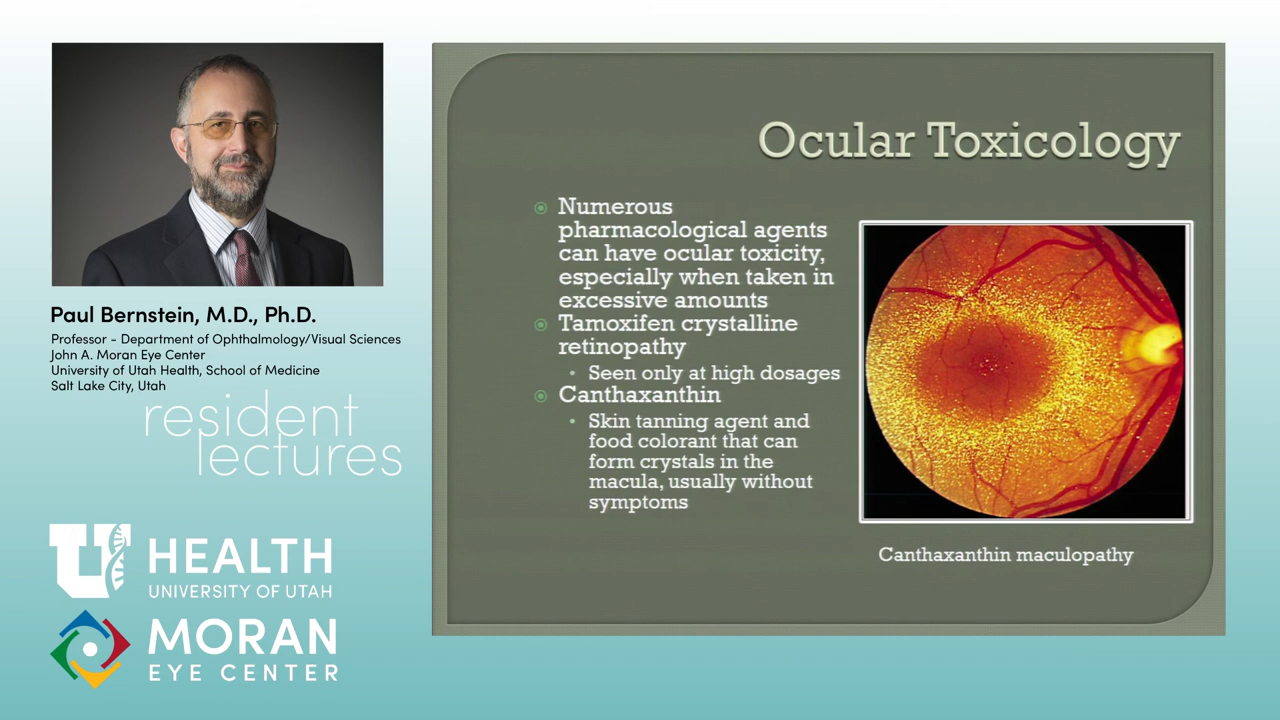 Paul Bernstein, M.D., Ph.D.
Professor - Department of Ophthalmology/Visual Sciences
John A. Moran Eye Center
University of Utah Health, School of Medicine
Salt Lake City, Utah
resident
lectures
U HEALTH
UNIVERSITY OF UTAH
MORAN
EYE CENTER
Ocular Toxicology
Numerous
pharmacological agents
can have ocular toxicity,
especially when taken in
excessive amounts
Tamoxifen crystalline
retinopathy
Seen only at high dosages
Canthaxanthin
Skin tanning agent and
food colorant that can
form crystals in the
macula, usually without
symptoms
Canthaxanthin maculopathy